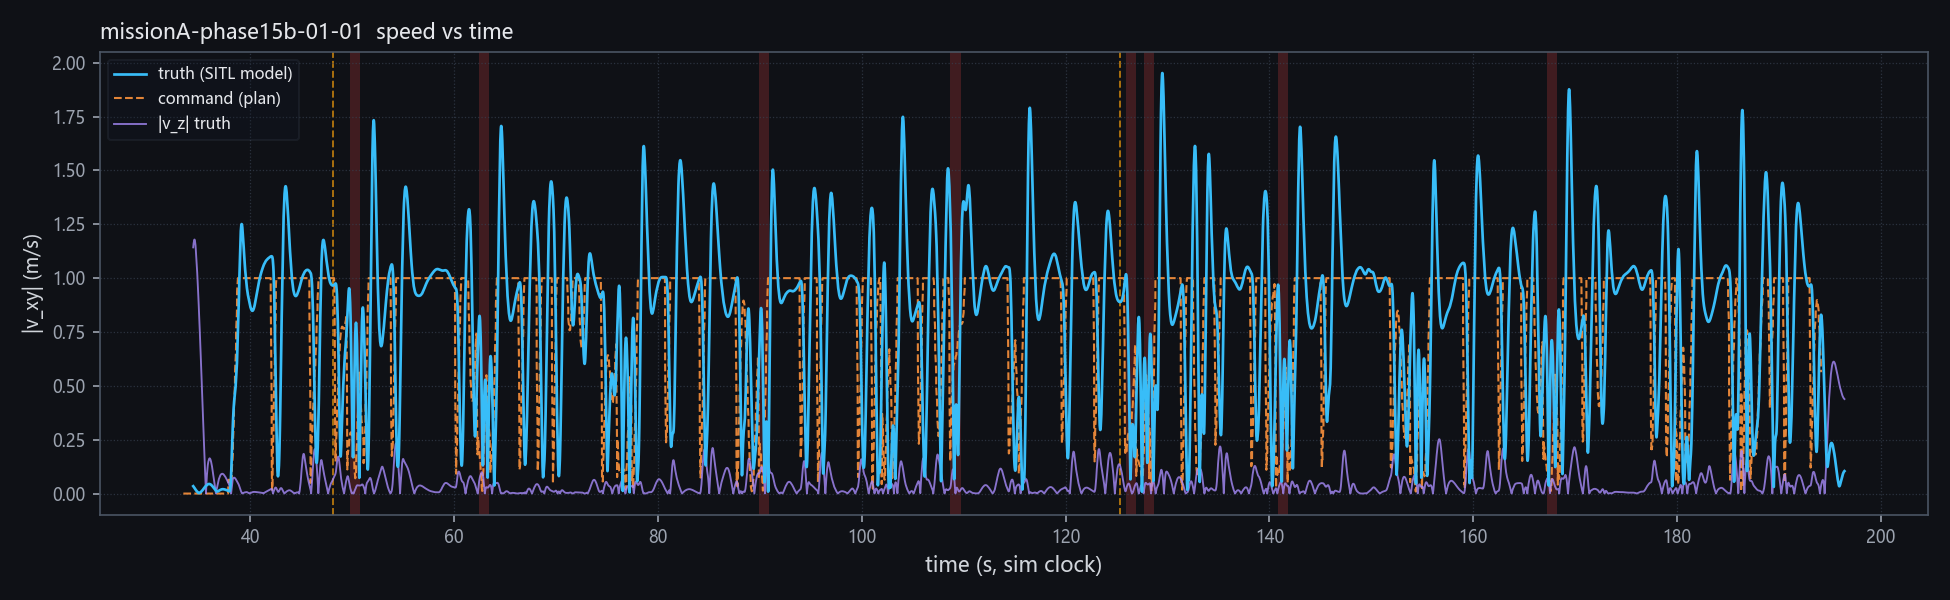 missionA-phase15b-01-01  speed vs time
truth (SITL model)
command (plan)
|v_z| truth
|v_xy| (m/s)
2.00
1.75
1.50
1.25
1.00
0.75
0.50
0.25
0.00
40 60 80 100 120 140 160 180 200
time (s, sim clock)